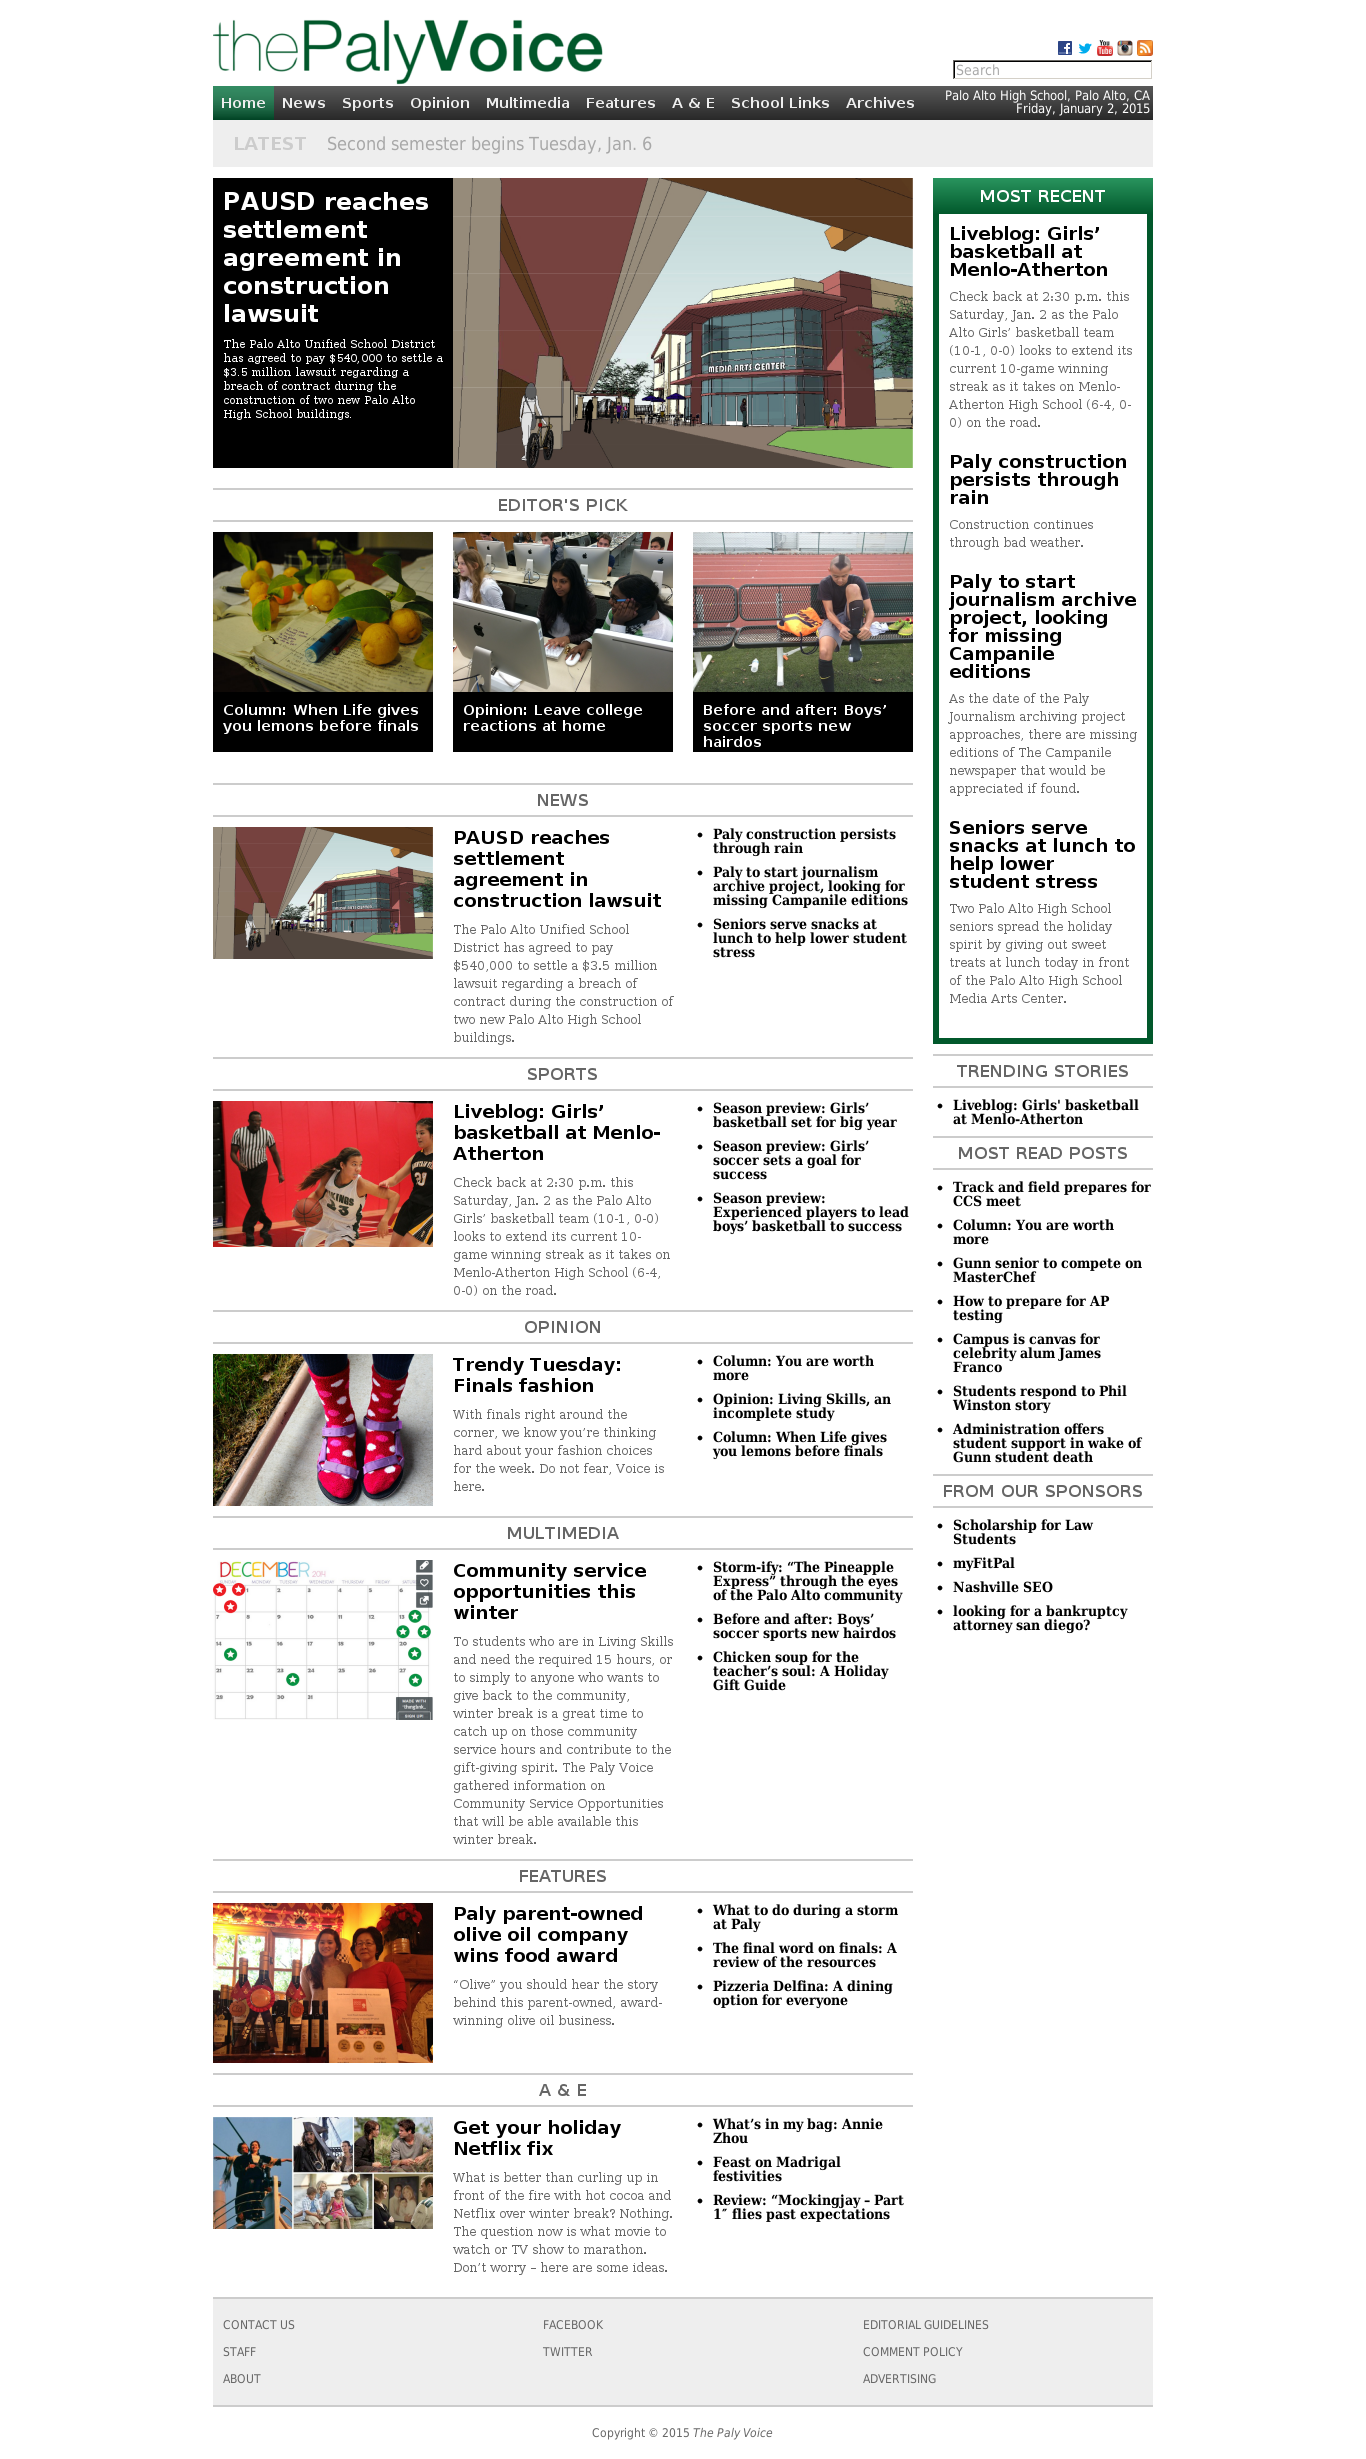 thePalyVoice
Search
Home News Sports Opinion Multimedia Features A & E School Links Archives
Palo Alto High School, Palo Alto, CA
Friday, January 2, 2015
LATEST Second semester begins Tuesday, Jan. 6
PAUSD reaches
settlement
agreement in
construction
lawsuit
The Palo Alto Unified School District
has agreed to pay $540,000 to settle a
$3.5 million lawsuit regarding a
breach of contract during the
construction of two new Palo Alto
High School buildings.
MEDIA ARTS CENTER
EDITOR'S PICK
Column: When Life gives
you lemons before finals
Opinion: Leave college
reactions at home
Before and after: Boys’
soccer sports new
hairdos
NEWS
PAUSD reaches
settlement
agreement in
construction lawsuit
The Palo Alto Unified School
District has agreed to pay
$540,000 to settle a $3.5 million
lawsuit regarding a breach of
contract during the construction of
two new Palo Alto High School
buildings.
Paly construction persists
through rain
Paly to start journalism
archive project, looking for
missing Campanile editions
Seniors serve snacks at
lunch to help lower student
stress
SPORTS
Liveblog: Girls’
basketball at Menlo-
Atherton
Check back at 2:30 p.m. this
Saturday, Jan. 2 as the Palo Alto
Girls’ basketball team (10-1, 0-0)
looks to extend its current 10-
game winning streak as it takes on
Menlo-Atherton High School (6-4,
0-0) on the road.
Season preview: Girls’
basketball set for big year
Season preview: Girls’
soccer sets a goal for
success
Season preview:
Experienced players to lead
boys’ basketball to success
OPINION
Trendy Tuesday:
Finals fashion
With finals right around the
corner, we know you’re thinking
hard about your fashion choices
for the week. Do not fear, Voice is
here.
Column: You are worth
more
Opinion: Living Skills, an
incomplete study
Column: When Life gives
you lemons before finals
MULTIMEDIA
DECEMBER 2014
Community service
opportunities this
winter
To students who are in Living Skills
and need the required 15 hours, or
to simply to anyone who wants to
give back to the community,
winter break is a great time to
catch up on those community
service hours and contribute to the
gift-giving spirit. The Paly Voice
gathered information on
Community Service Opportunities
that will be able available this
winter break.
Storm-ify: “The Pineapple
Express” through the eyes
of the Palo Alto community
Before and after: Boys’
soccer sports new hairdos
Chicken soup for the
teacher’s soul: A Holiday
Gift Guide
FEATURES
Paly parent-owned
olive oil company
wins food award
“Olive” you should hear the story
behind this parent-owned, award-
winning olive oil business.
What to do during a storm
at Paly
The final word on finals: A
review of the resources
Pizzeria Delfina: A dining
option for everyone
A & E
Get your holiday
Netflix fix
What is better than curling up in
front of the fire with hot cocoa and
Netflix over winter break? Nothing.
The question now is what movie to
watch or TV show to marathon.
Don’t worry – here are some ideas.
What’s in my bag: Annie
Zhou
Feast on Madrigal
festivities
Review: “Mockingjay – Part
1″ flies past expectations
MOST RECENT
Liveblog: Girls’
basketball at
Menlo-Atherton
Check back at 2:30 p.m. this
Saturday, Jan. 2 as the Palo
Alto Girls’ basketball team
(10-1, 0-0) looks to extend its
current 10-game winning
streak as it takes on Menlo-
Atherton High School (6-4, 0-
0) on the road.
Paly construction
persists through
rain
Construction continues
through bad weather.
Paly to start
journalism archive
project, looking
for missing
Campanile
editions
As the date of the Paly
Journalism archiving project
approaches, there are missing
editions of The Campanile
newspaper that would be
appreciated if found.
Seniors serve
snacks at lunch to
help lower
student stress
Two Palo Alto High School
seniors spread the holiday
spirit by giving out sweet
treats at lunch today in front
of the Palo Alto High School
Media Arts Center.
TRENDING STORIES
Liveblog: Girls' basketball
at Menlo-Atherton
MOST READ POSTS
Track and field prepares for
CCS meet
Column: You are worth
more
Gunn senior to compete on
MasterChef
How to prepare for AP
testing
Campus is canvas for
celebrity alum James
Franco
Students respond to Phil
Winston story
Administration offers
student support in wake of
Gunn student death
FROM OUR SPONSORS
Scholarship for Law
Students
myFitPal
Nashville SEO
looking for a bankruptcy
attorney san diego?
CONTACT US
STAFF
ABOUT
FACEBOOK
TWITTER
EDITORIAL GUIDELINES
COMMENT POLICY
ADVERTISING
Copyright © 2015 The Paly Voice